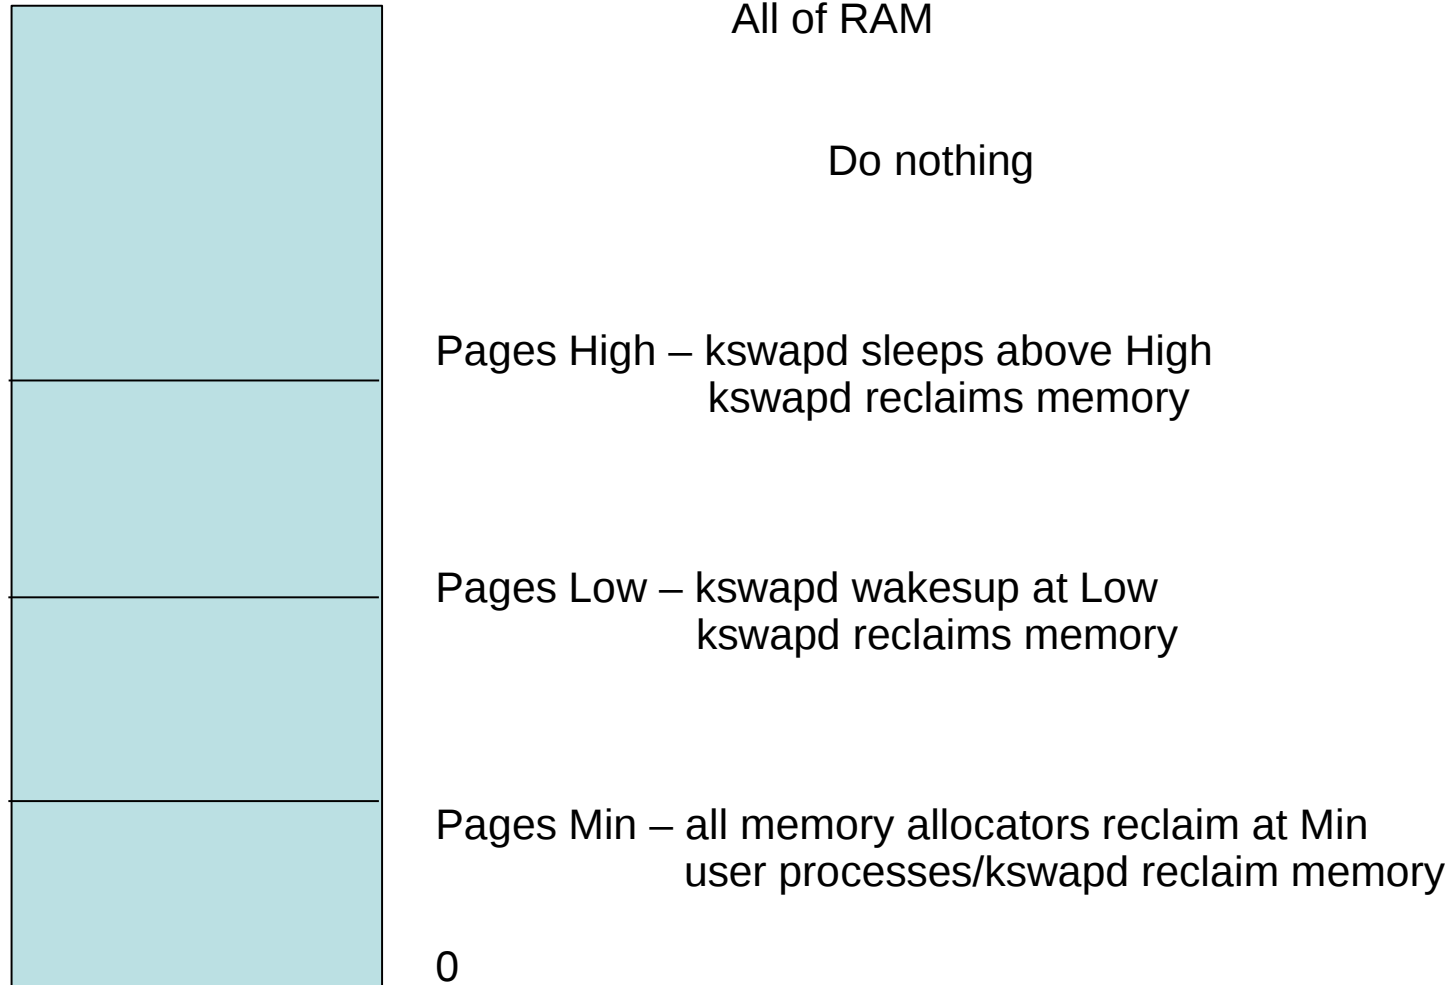 All of RAM
Do nothing
Pages High – kswapd sleeps above High
kswapd reclaims memory
Pages Low – kswapd wakesup at Low
kswapd reclaims memory
Pages Min – all memory allocators reclaim at Min
user processes/kswapd reclaim memory
0